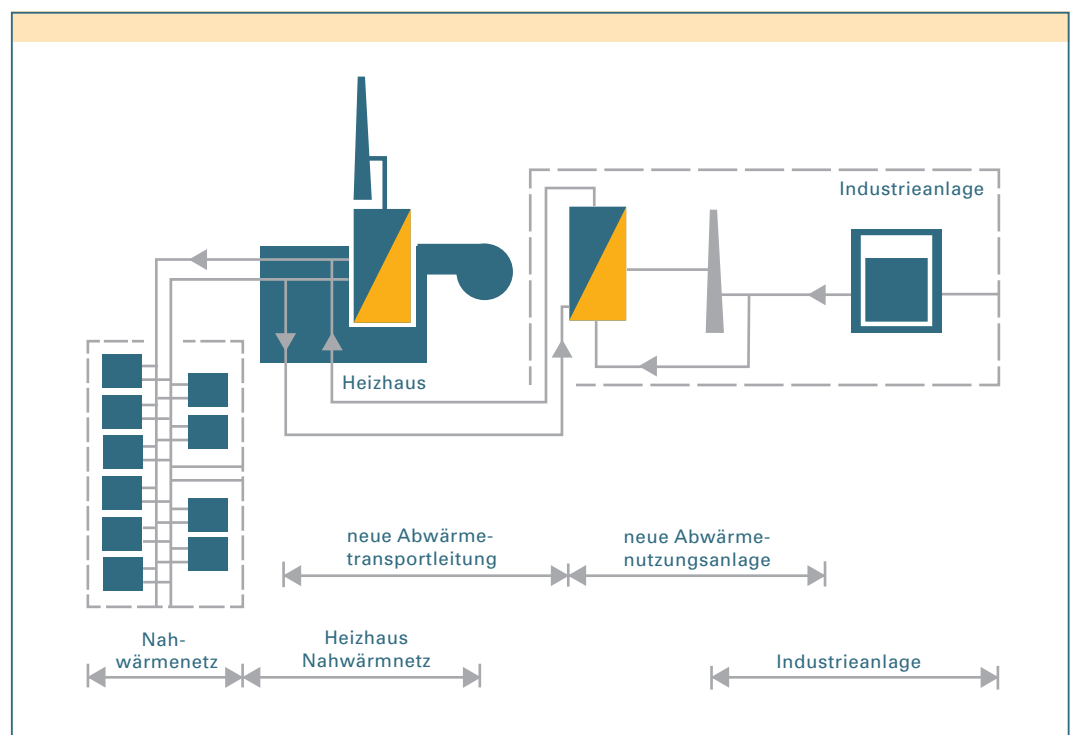 Industrieanlage
Heizhaus
neue Abwärme-
transportleitung
neue Abwärme-
nutzungsanlage
Nah-
wärmenetz
Heizhaus
Nahwärmnetz
Industrieanlage